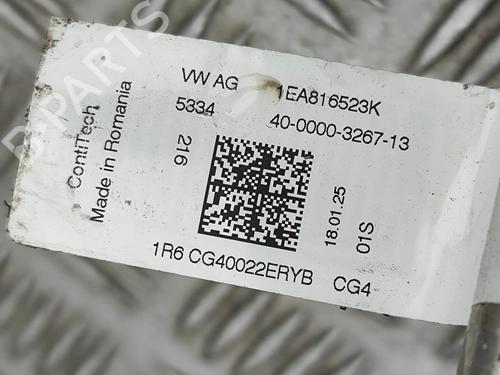 B-PARTS
ContiTech
Made in Romania
VW AG 1EA816523K
5334 40-0000-3267-13
216
18.01.25
01S
1R6 CG40022ERYB CG4